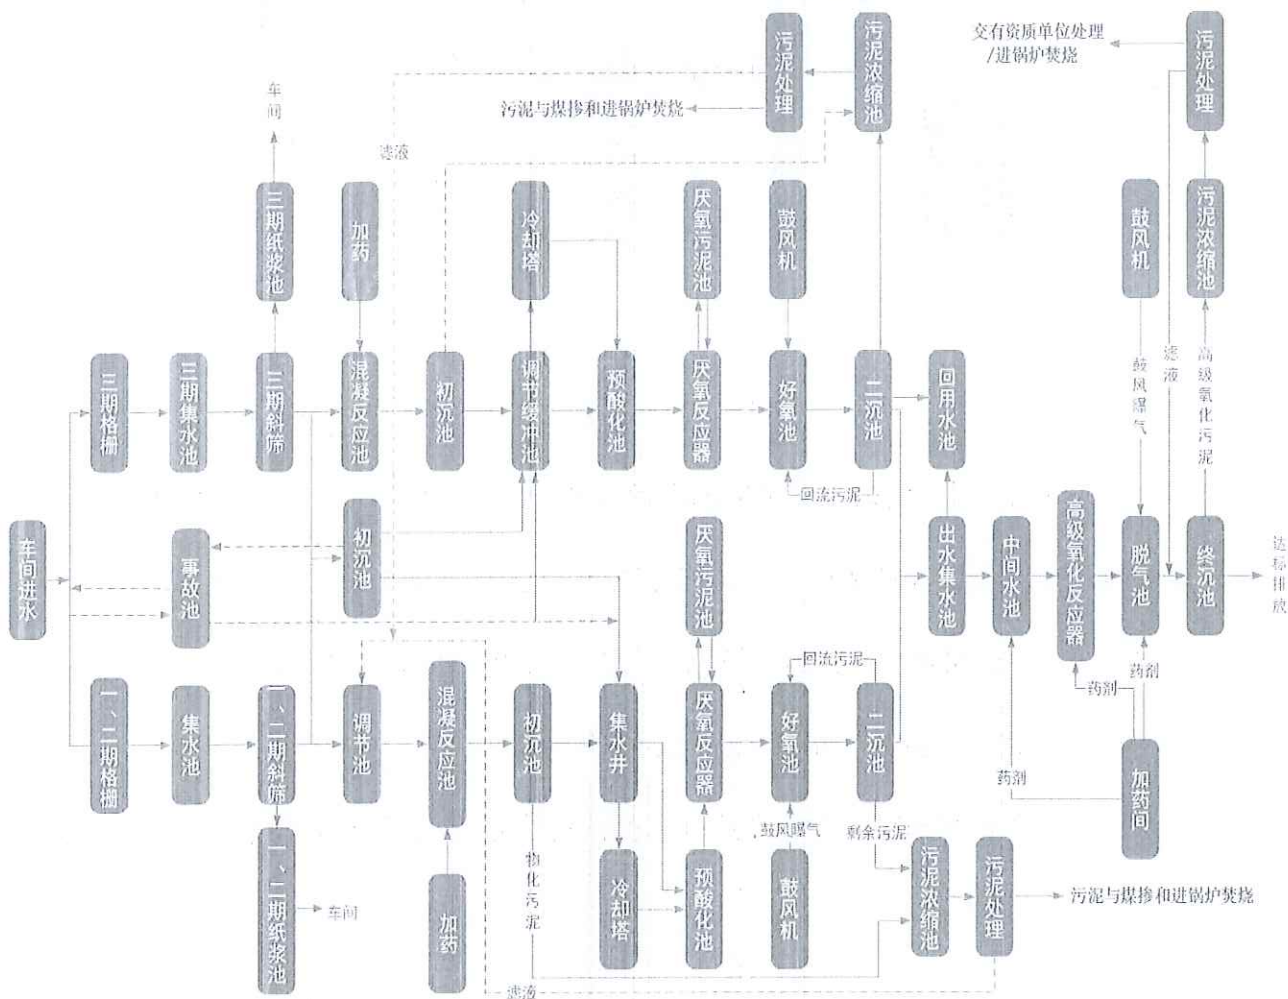 交有资质单位处理
/进锅炉焚烧
污泥处理
污泥浓缩池
污泥处理
车间
污泥与煤掺和进锅炉焚烧
滤液
三期纸浆池
加药
冷却塔
厌氧污泥池
鼓风机
鼓风机
污泥浓缩池
三期格栅
三期集水池
三期斜筛
混凝反应池
初沉池
调节缓冲池
预酸化池
厌氧反应器
好氧池
二沉池
回用水池
鼓风曝气
滤液
高级氧化污泥
回流污泥
车间进水
事故池
初沉池
厌氧污泥池
出水集水池
中间水池
高级氧化反应器
脱气池
终沉池
达标排放
一、二期格栅
集水池
一、二期斜筛
调节池
混凝反应池
初沉池
集水井
厌氧反应器
好氧池
回流污泥
二沉池
药剂
药剂
药剂
加药间
一、二期纸浆池
车间
加药
物化污泥
冷却塔
预酸化池
鼓风曝气
鼓风机
剩余污泥
污泥浓缩池
污泥处理
污泥与煤掺和进锅炉焚烧
滤液